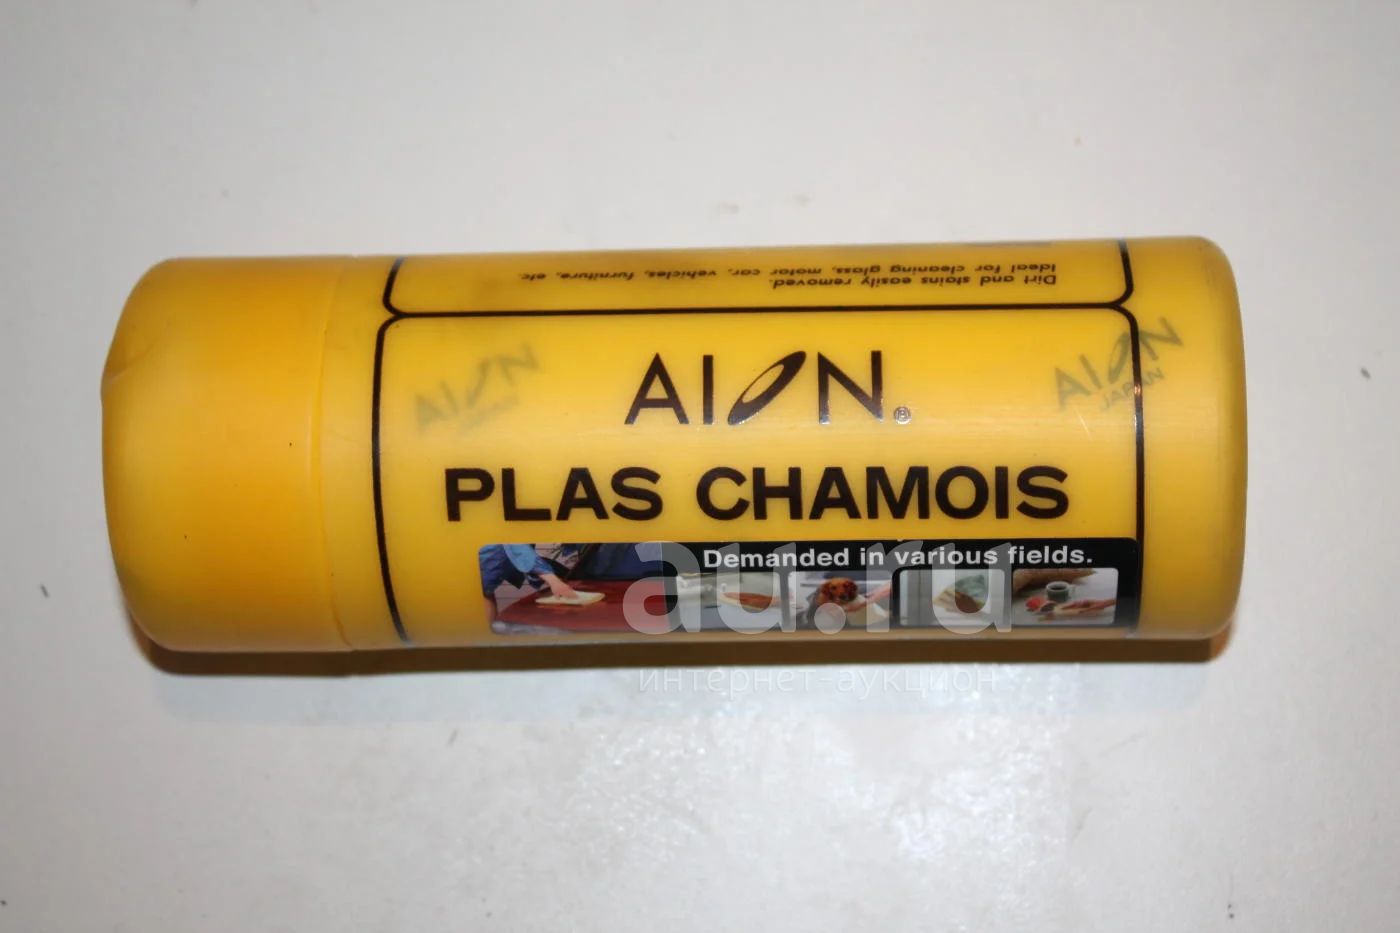 Dirt and stains easily removed.
Ideal for cleaning glass, motor car, vehicles, furniture, etc.
AION®
AION
AION
JAPAN
PLAS CHAMOIS
Demanded in various fields.
au.ru
интернет-аукцион